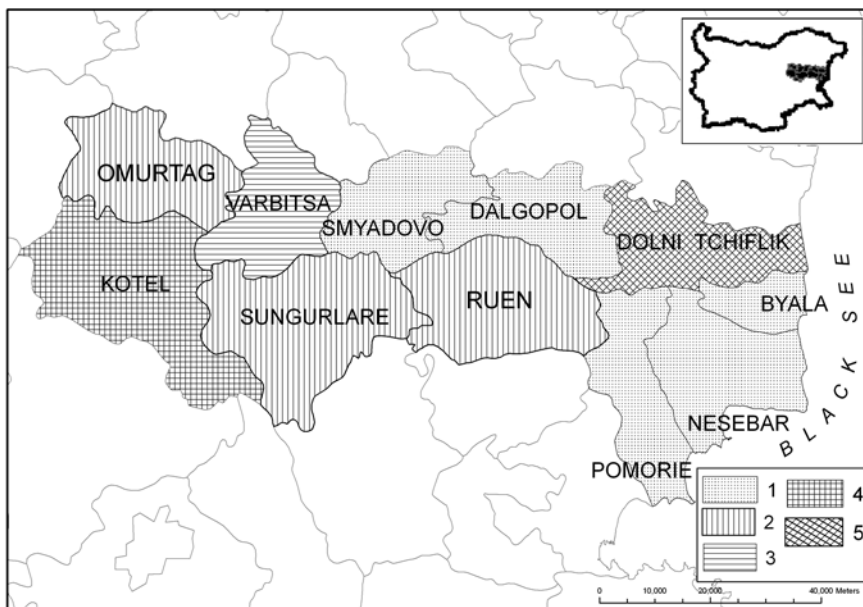 OMURTAG
VARBITSA
SMYADOVO
DALGOPOL
DOLNI TCHIFLIK
KOTEL
SUNGURLARE
RUEN
BYALA
NESEBAR
POMORIE
BLACK SEE
1
2
3
4
5
0 10,000 20,000 40,000 Meters